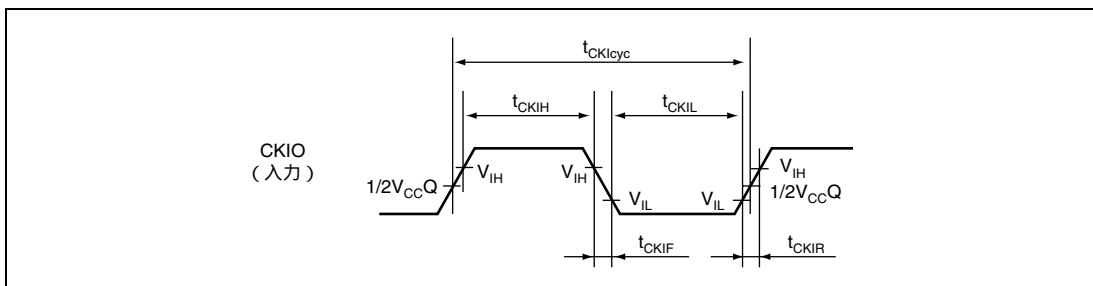 tCKIcyc
tCKIH
tCKIL
CKIO
（入力）
1/2VCCQ
VIH
VIH
VIL
VIL
VIH
1/2VCCQ
tCKIF
tCKIR